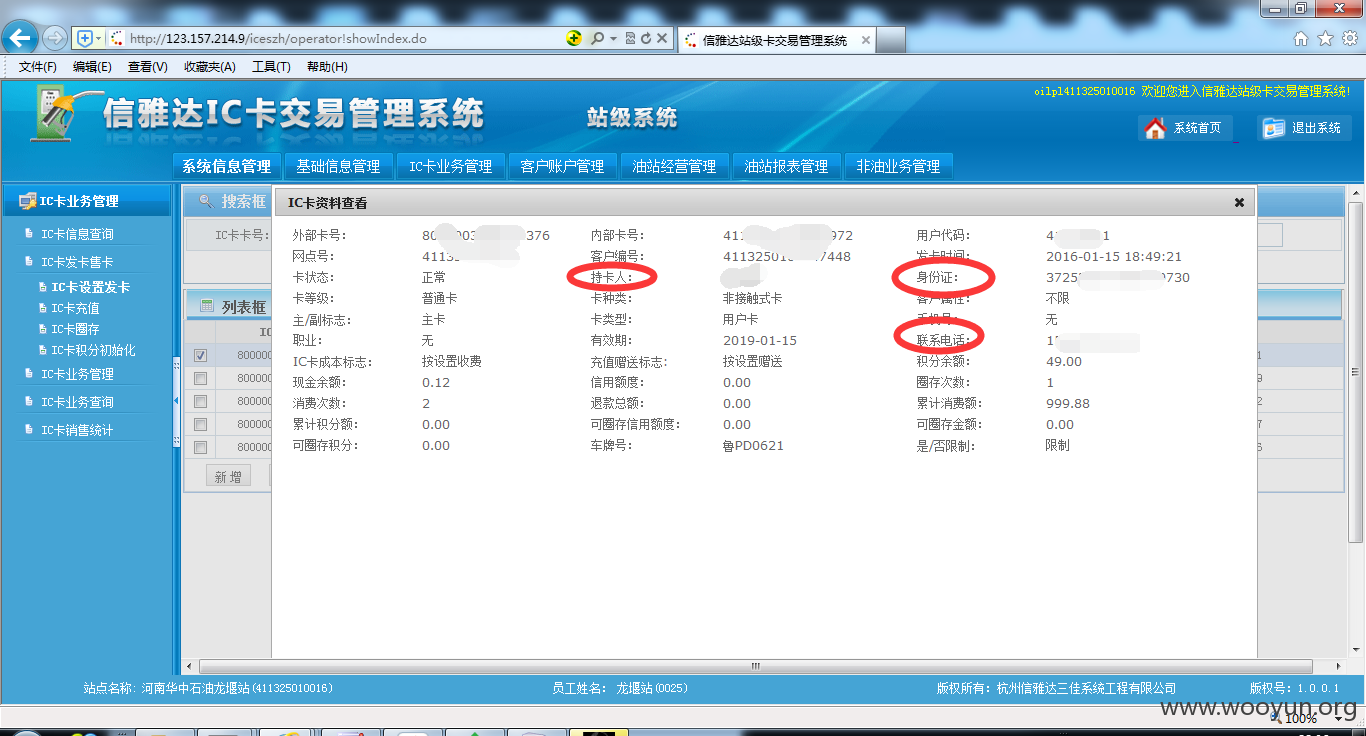 http://123.157.214.9/iceszh/operator!showIndex.do
信雅达站级卡交易管理系统
文件(F) 编辑(E) 查看(V) 收藏夹(A) 工具(T) 帮助(H)
信雅达IC卡交易管理系统 站级系统
oilpl411325010016 欢迎您进入信雅达站级卡交易管理系统!
系统首页 退出系统
系统信息管理 基础信息管理 IC卡业务管理 客户账户管理 油站经营管理 油站报表管理 非油业务管理
IC卡业务管理
IC卡信息查询
IC卡发卡售卡
IC卡设置发卡
IC卡充值
IC卡圈存
IC卡积分初始化
IC卡业务管理
IC卡业务查询
IC卡销售统计
搜索框
IC卡卡号:
列表框
IC
800000
800000
800000
800000
800000
新 增
IC卡资料查看
外部卡号: 80 03 376 内部卡号: 411 972 用户代码: 4 1
网点号: 4113 客户编号: 41132501 7448 发卡时间: 2016-01-15 18:49:21
卡状态: 正常 持卡人: 身份证: 3725 9730
卡等级: 普通卡 卡种类: 非接触式卡 客户属性: 不限
主/副标志: 主卡 卡类型: 用户卡 手机号: 无
职业: 无 有效期: 2019-01-15 联系电话: 1
IC卡成本标志: 按设置收费 充值赠送标志: 按设置赠送 积分余额: 49.00
现金余额: 0.12 信用额度: 0.00 圈存次数: 1
消费次数: 2 退款总额: 0.00 累计消费额: 999.88
累计积分额: 0.00 可圈存信用额度: 0.00 可圈存金额: 0.00
可圈存积分: 0.00 车牌号: 鲁PD0621 是/否限制: 限制
站点名称: 河南华中石油龙堰站(411325010016) 员工姓名: 龙堰站(0025) 版权所有: 杭州信雅达三佳系统工程有限公司 版权号: 1.0.0.1
www.wooyun.org
100%